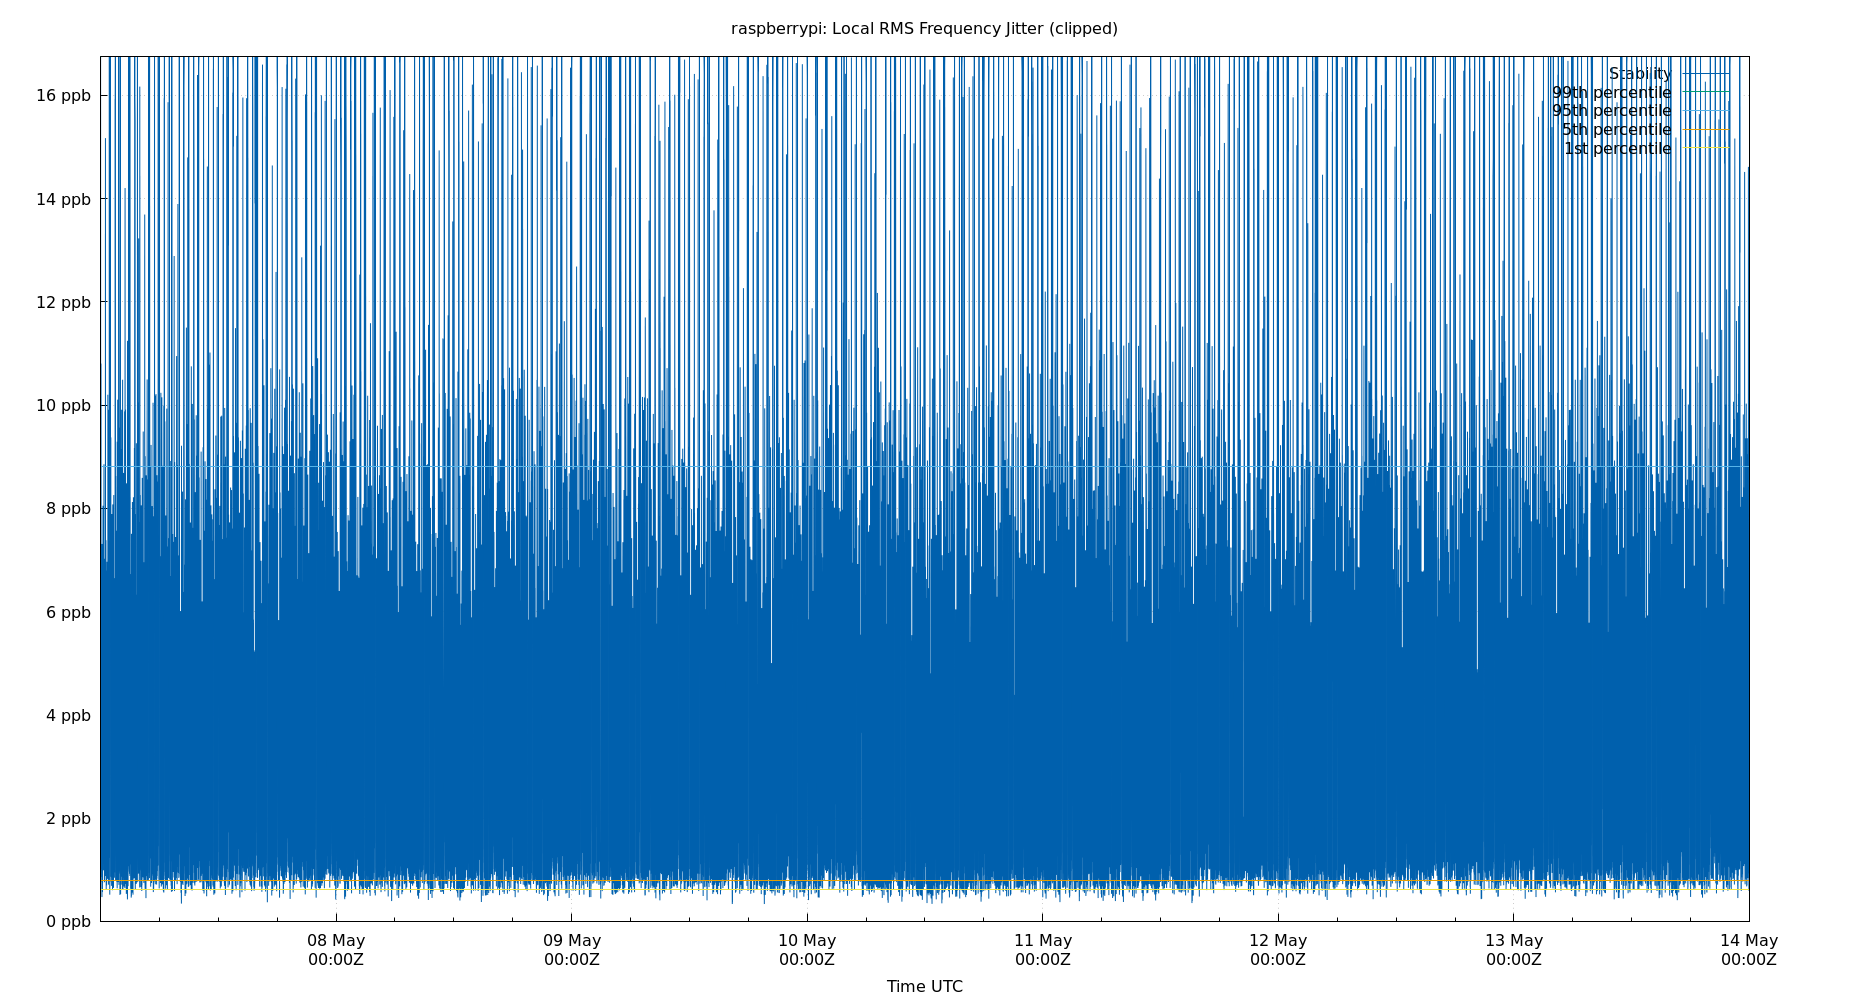 raspberrypi: Local RMS Frequency Jitter (clipped)
16 ppb
14 ppb
12 ppb
10 ppb
8 ppb
6 ppb
4 ppb
2 ppb
0 ppb
Stability
99th percentile
95th percentile
5th percentile
1st percentile
08 May
00:00Z
09 May
00:00Z
10 May
00:00Z
11 May
00:00Z
12 May
00:00Z
13 May
00:00Z
14 May
00:00Z
Time UTC